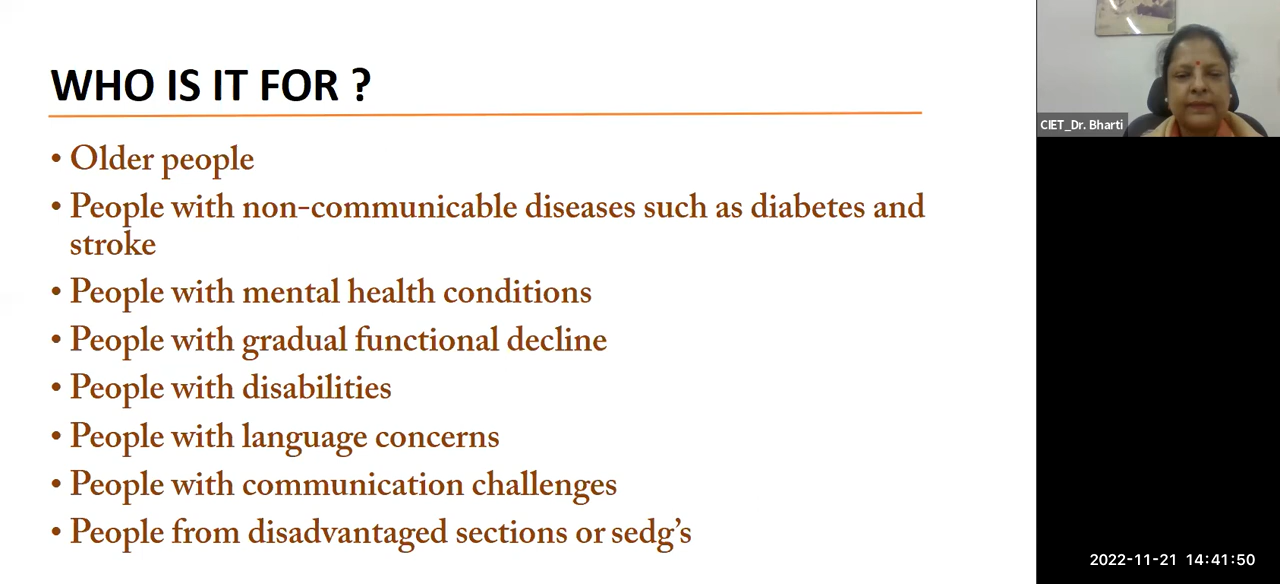 WHO IS IT FOR ?
• Older people
• People with non-communicable diseases such as diabetes and
stroke
• People with mental health conditions
• People with gradual functional decline
• People with disabilities
• People with language concerns
• People with communication challenges
• People from disadvantaged sections or sedg’s
CIET_Dr. Bharti
2022-11-21 14:41:50